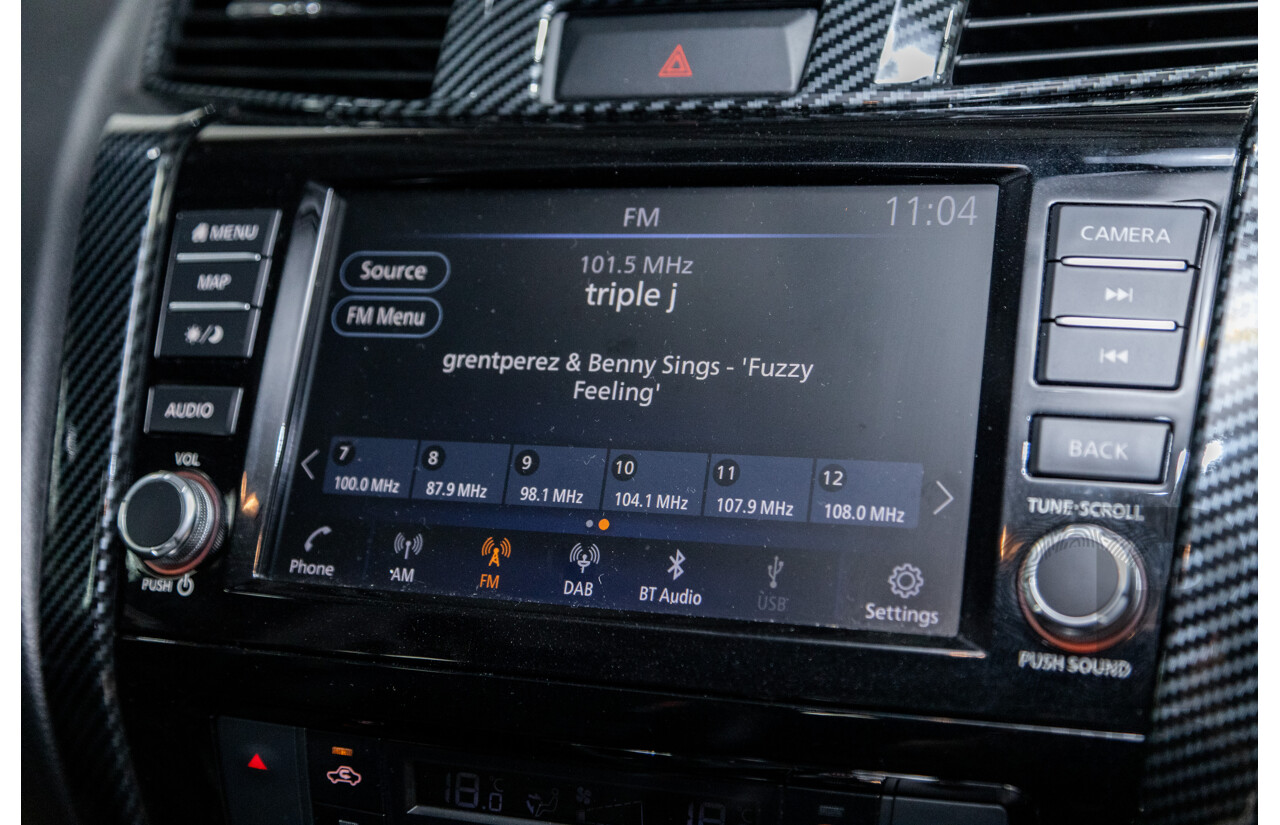 FM
11:04
MENU
CAMERA
Source
101.5 MHz
MAP
triple j
FM Menu
grentperez & Benny Sings - 'Fuzzy
Feeling'
AUDIO
BACK
VOL
7
8
9
10
11
12
100.0 MHz
87.9 MHz
98.1 MHz
104.1 MHz
107.9 MHz
108.0 MHz
TUNE·SCROLL
Phone
AM
FM
DAB
BT Audio
USB
Settings
PUSH
PUSH SOUND
18.0
°C
18